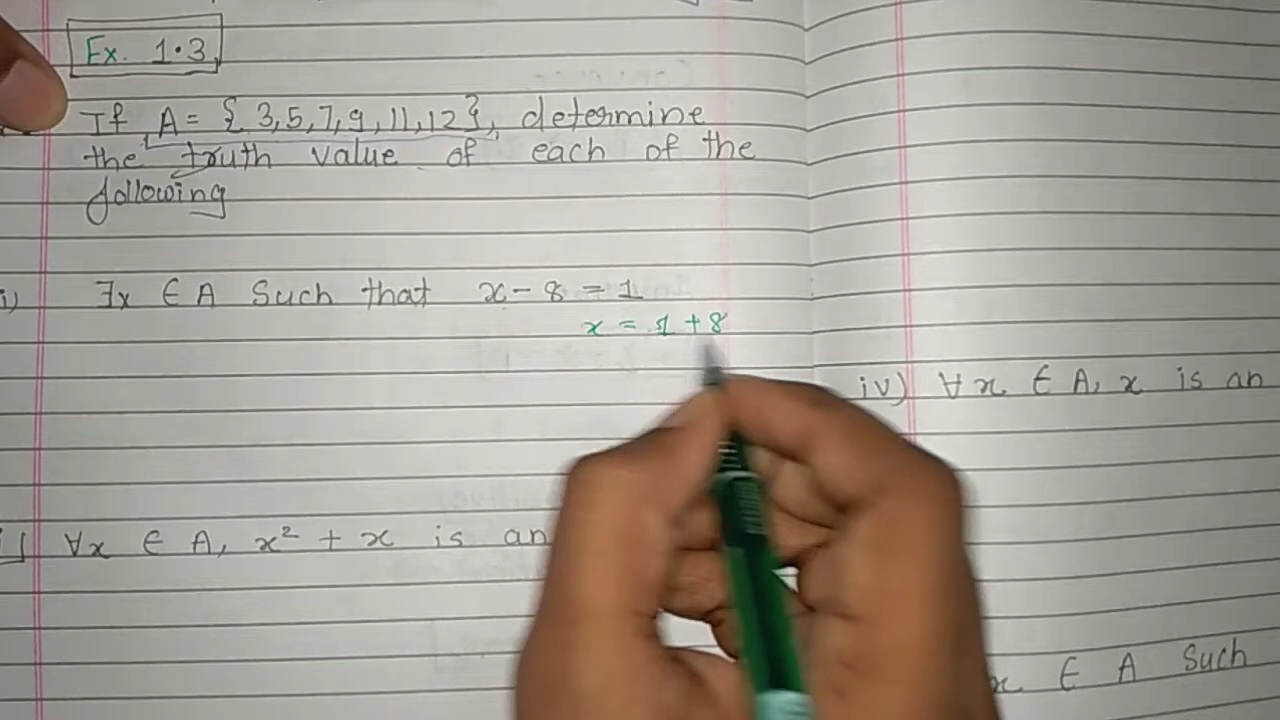 Ex. 1.3
If A = {3,5,7,9,11,12}, determine
the truth value of each of the
following
i) ∃x ∈ A Such that x - 8 = 1
x = 1 + 8
∀x ∈ A, x² + x is an
iv) ∀x ∈ A, x is an
x ∈ A Such